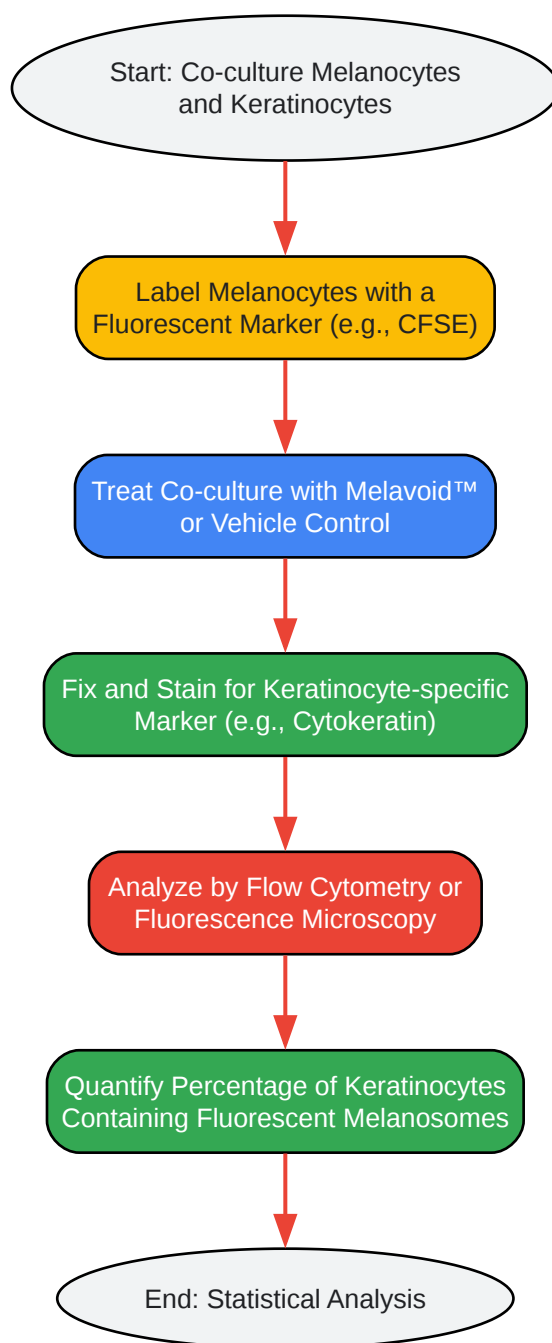 Start: Co-culture Melanocytes
and Keratinocytes
Label Melanocytes with a
Fluorescent Marker (e.g., CFSE)
Treat Co-culture with Melavoid™
or Vehicle Control
Fix and Stain for Keratinocyte-specific
Marker (e.g., Cytokeratin)
Analyze by Flow Cytometry or
Fluorescence Microscopy
Quantify Percentage of Keratinocytes
Containing Fluorescent Melanosomes
End: Statistical Analysis